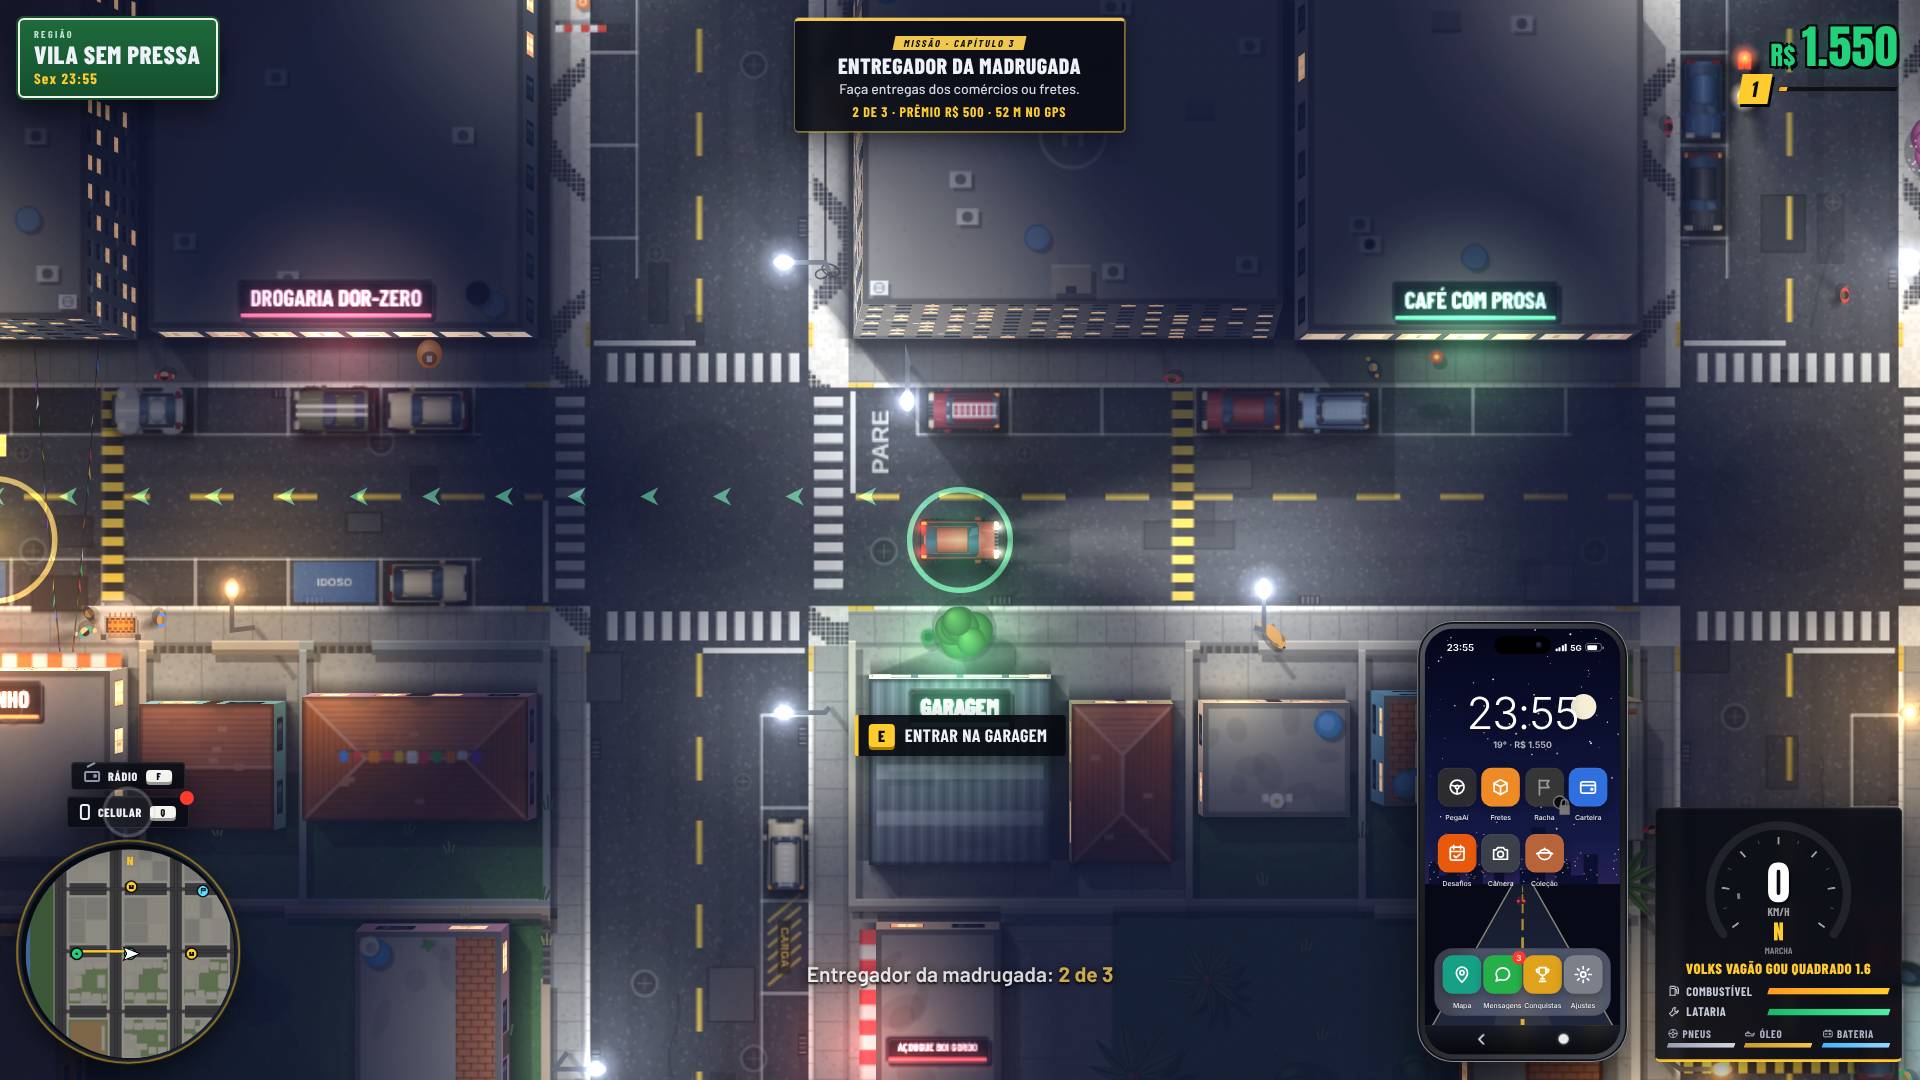 REGIÃO
VILA SEM PRESSA
Sex 23:55
MISSÃO · CAPÍTULO 3
ENTREGADOR DA MADRUGADA
Faça entregas dos comércios ou fretes.
2 DE 3 · PRÊMIO R$ 500 · 52 M NO GPS
R$ 1.550
1
DROGARIA DOR-ZERO
CAFÉ COM PROSA
PARE
IDOSO
NHO
GARAGEM
E ENTRAR NA GARAGEM
RÁDIO F
CELULAR Q
N
CARGA
Entregador da madrugada: 2 de 3
AÇOUGUE BOI GORDO
23:55
5G
23:55
19° · R$ 1.550
PegaAí
Fretes
Racha
Carteira
Desafios
Câmera
Coleção
3
Mapa
Mensagens
Conquistas
Ajustes
0
KM/H
N
MARCHA
VOLKS VAGÃO GOU QUADRADO 1.6
COMBUSTÍVEL
LATARIA
PNEUS
ÓLEO
BATERIA